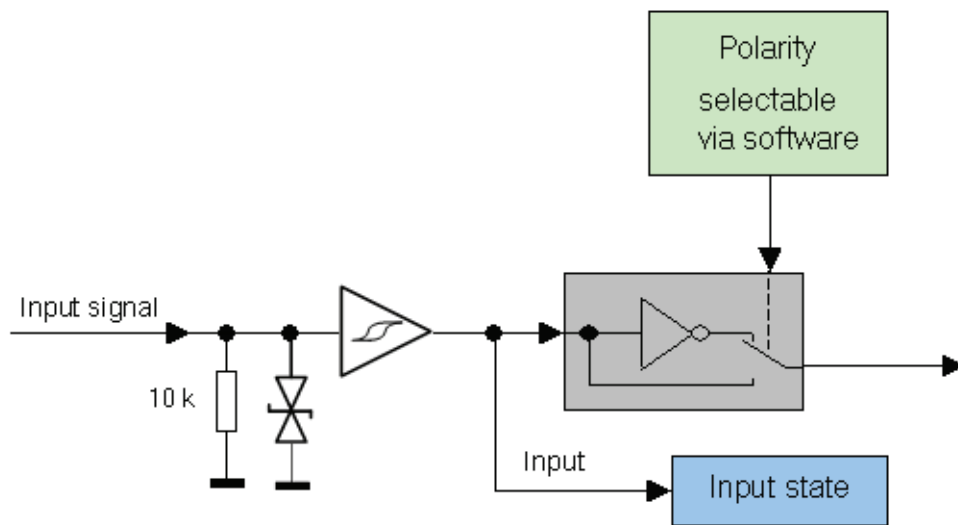 Polarity
selectable
via software
Input signal
10 k
Input
Input state